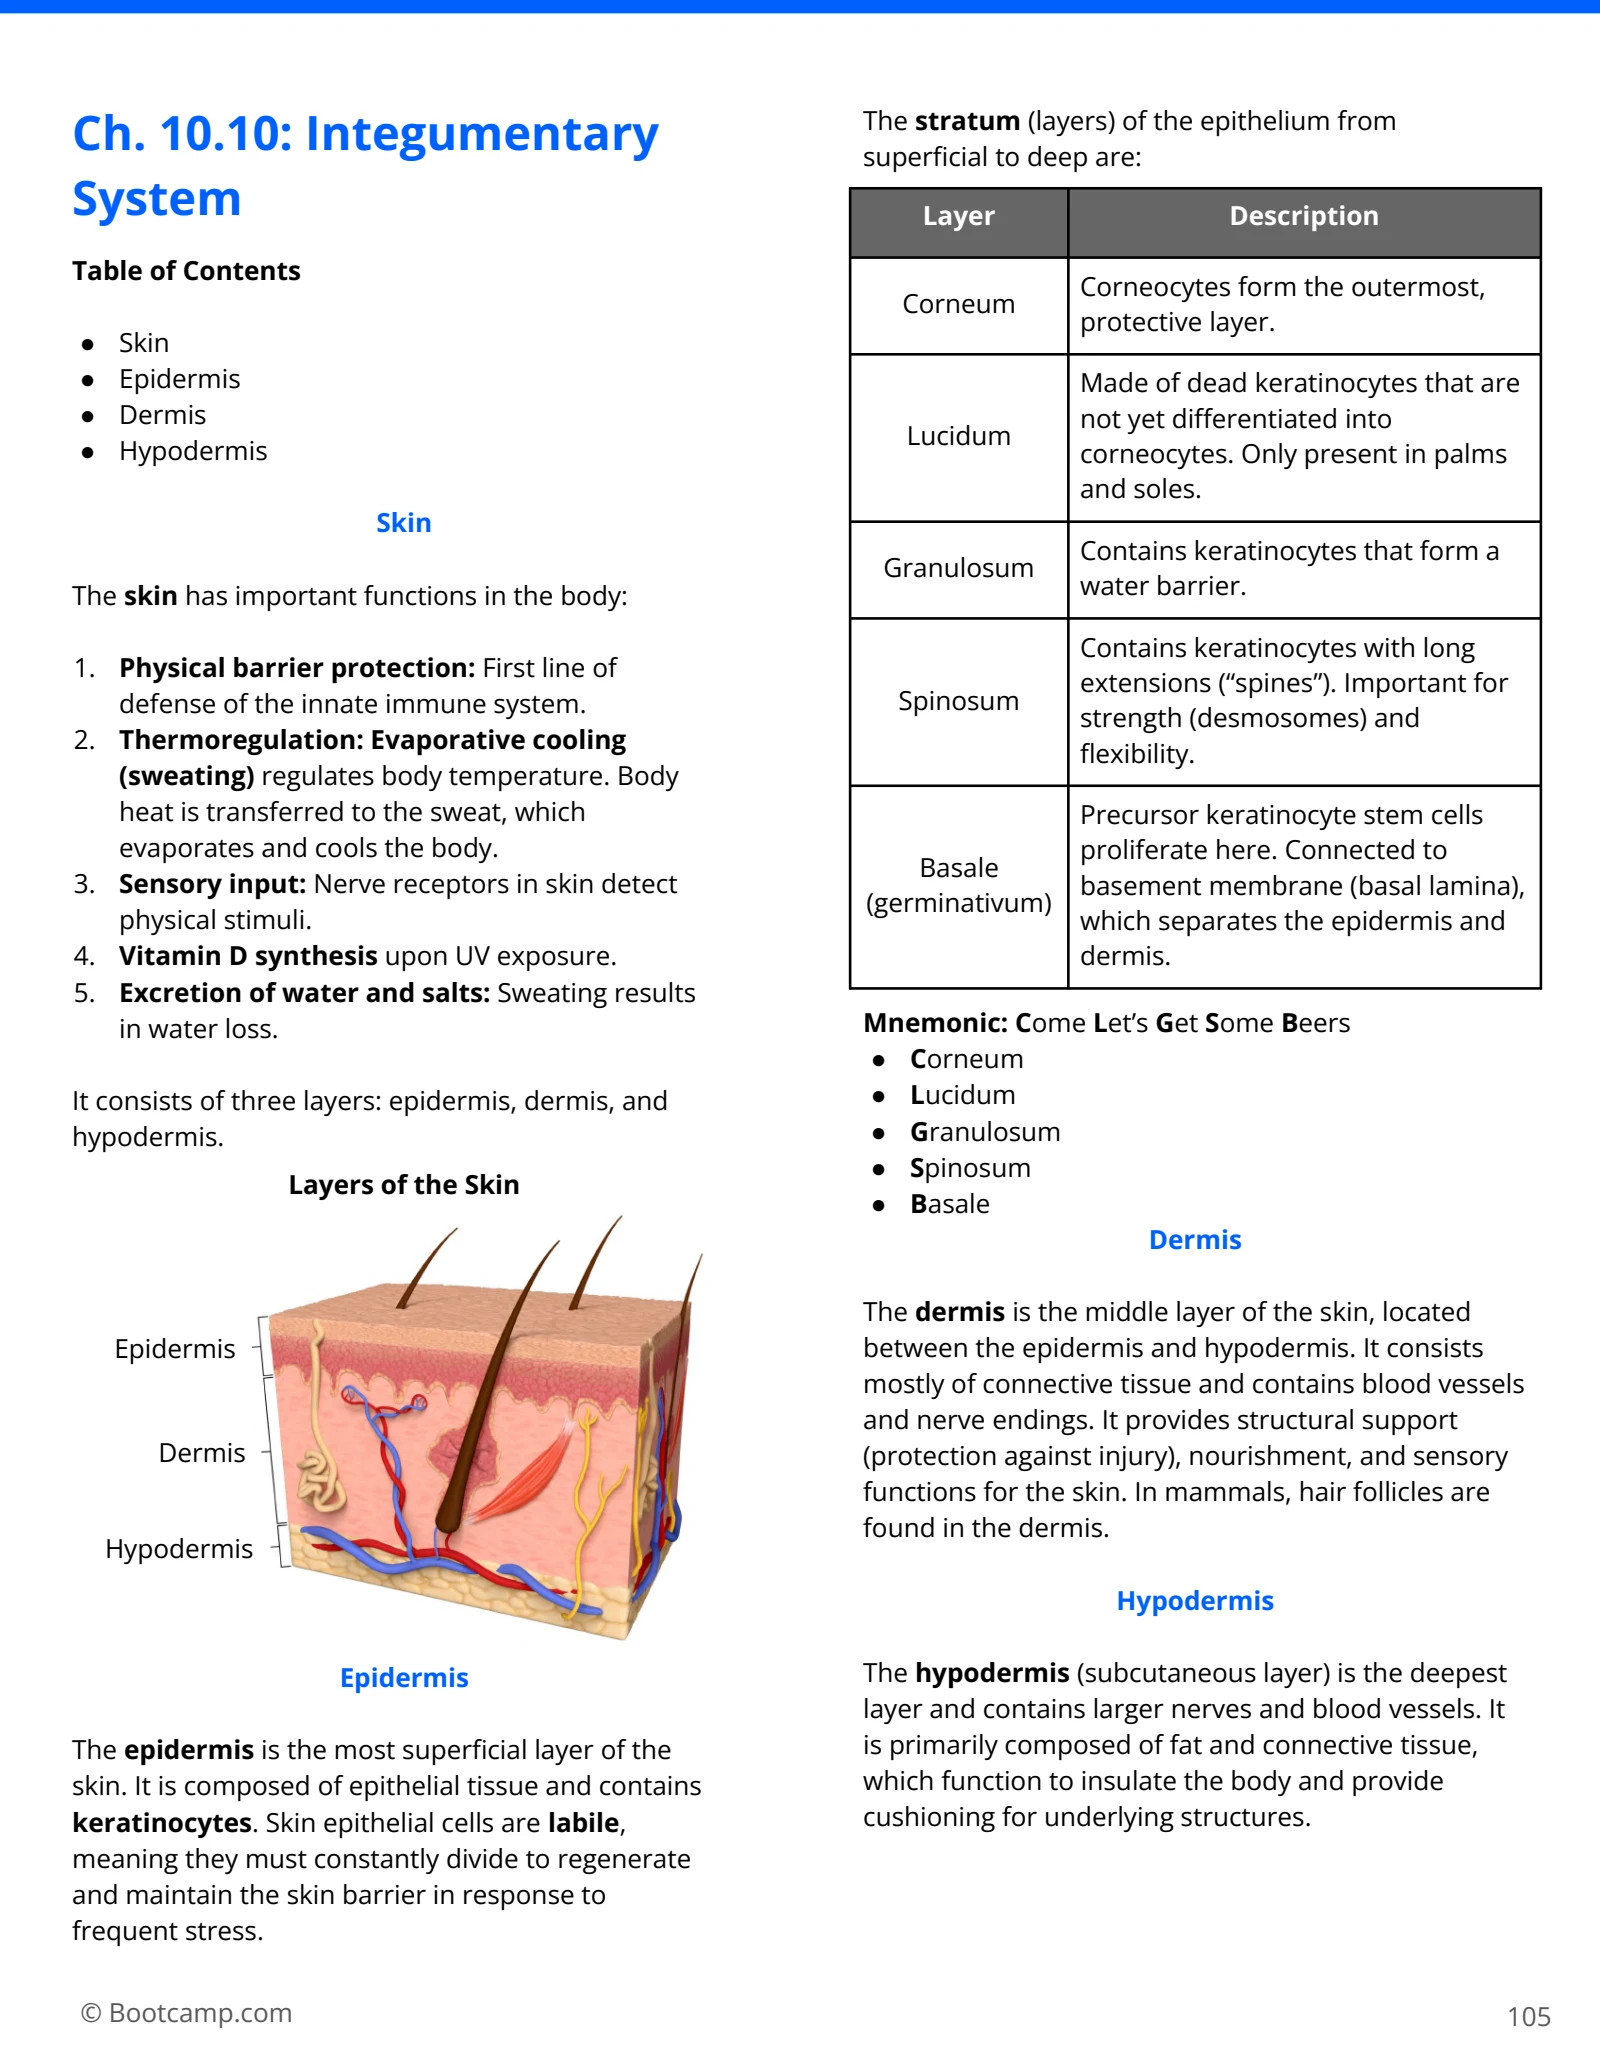 Ch. 10.10: Integumentary
System
Table of Contents
● Skin
● Epidermis
● Dermis
● Hypodermis
Skin
The skin has important functions in the body:
1. Physical barrier protection: First line of
defense of the innate immune system.
2. Thermoregulation: Evaporative cooling
(sweating) regulates body temperature. Body
heat is transferred to the sweat, which
evaporates and cools the body.
3. Sensory input: Nerve receptors in skin detect
physical stimuli.
4. Vitamin D synthesis upon UV exposure.
5. Excretion of water and salts: Sweating results
in water loss.
It consists of three layers: epidermis, dermis, and
hypodermis.
Layers of the Skin
Epidermis
Dermis
Hypodermis
Epidermis
The epidermis is the most superficial layer of the
skin. It is composed of epithelial tissue and contains
keratinocytes. Skin epithelial cells are labile,
meaning they must constantly divide to regenerate
and maintain the skin barrier in response to
frequent stress.
The stratum (layers) of the epithelium from
superficial to deep are:
Layer Description
Corneum
Corneocytes form the outermost,
protective layer.
Lucidum
Made of dead keratinocytes that are
not yet differentiated into
corneocytes. Only present in palms
and soles.
Granulosum
Contains keratinocytes that form a
water barrier.
Spinosum
Contains keratinocytes with long
extensions (“spines”). Important for
strength (desmosomes) and
flexibility.
Basale
(germinativum)
Precursor keratinocyte stem cells
proliferate here. Connected to
basement membrane (basal lamina),
which separates the epidermis and
dermis.
Mnemonic: Come Let’s Get Some Beers
● Corneum
● Lucidum
● Granulosum
● Spinosum
● Basale
Dermis
The dermis is the middle layer of the skin, located
between the epidermis and hypodermis. It consists
mostly of connective tissue and contains blood vessels
and nerve endings. It provides structural support
(protection against injury), nourishment, and sensory
functions for the skin. In mammals, hair follicles are
found in the dermis.
Hypodermis
The hypodermis (subcutaneous layer) is the deepest
layer and contains larger nerves and blood vessels. It
is primarily composed of fat and connective tissue,
which function to insulate the body and provide
cushioning for underlying structures.
© Bootcamp.com
105